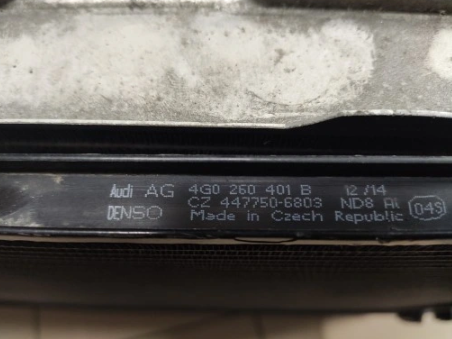 Audi AG 4G0 260 401 B 12/14
DENSO CZ 447750-6803 ND8 Al
Made in Czech Republic 04S